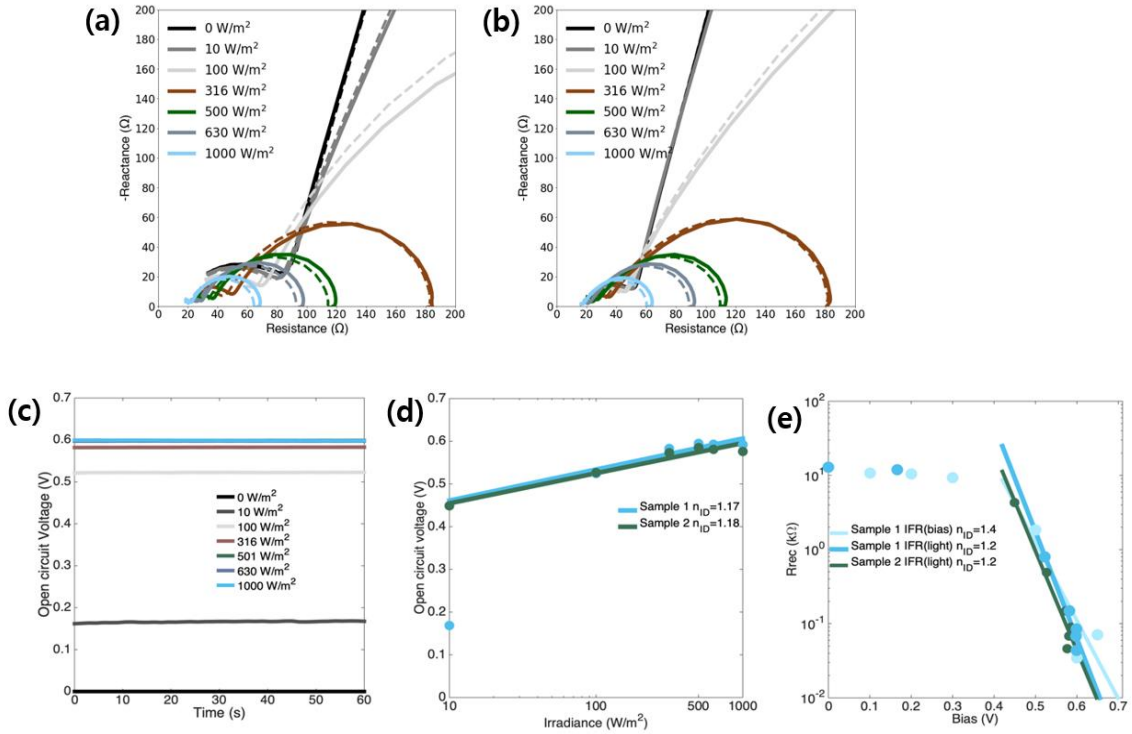 (a)
0 W/m²
10 W/m²
100 W/m²
316 W/m²
500 W/m²
630 W/m²
1000 W/m²
200
180
160
140
120
100
80
60
40
20
0
-Reactance (Ω)
0 20 40 60 80 100 120 140 160 180 200
Resistance (Ω)
(b)
0 W/m²
10 W/m²
100 W/m²
316 W/m²
500 W/m²
630 W/m²
1000 W/m²
200
180
160
140
120
100
80
60
40
20
0
-Reactance (Ω)
0 20 40 60 80 100 120 140 160 180 200
Resistance (Ω)
(c)
0.7
0.6
0.5
0.4
0.3
0.2
0.1
0
Open circuit Voltage (V)
0 W/m²
10 W/m²
100 W/m²
316 W/m²
501 W/m²
630 W/m²
1000 W/m²
0 10 20 30 40 50 60
Time (s)
(d)
0.7
0.6
0.5
0.4
0.3
0.2
0.1
0
Open circuit voltage (V)
Sample 1 nID=1.17
Sample 2 nID=1.18
10 100 1000
Irradiance (W/m²)
(e)
10²
10¹
10⁰
10⁻¹
10⁻²
Rrec (kΩ)
Sample 1 IFR(bias) nID=1.4
Sample 1 IFR(light) nID=1.2
Sample 2 IFR(light) nID=1.2
0 0.1 0.2 0.3 0.4 0.5 0.6 0.7
Bias (V)